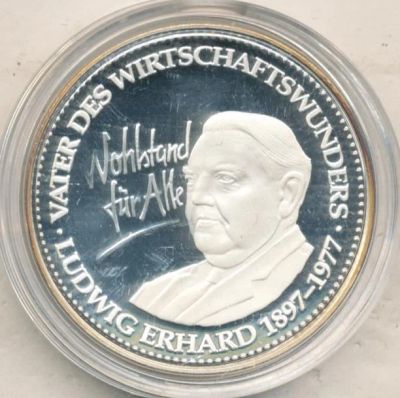 · VATER DES WIRTSCHAFTSWUNDERS ·
Wohlstand
für Alle
LUDWIG ERHARD 1897–1977